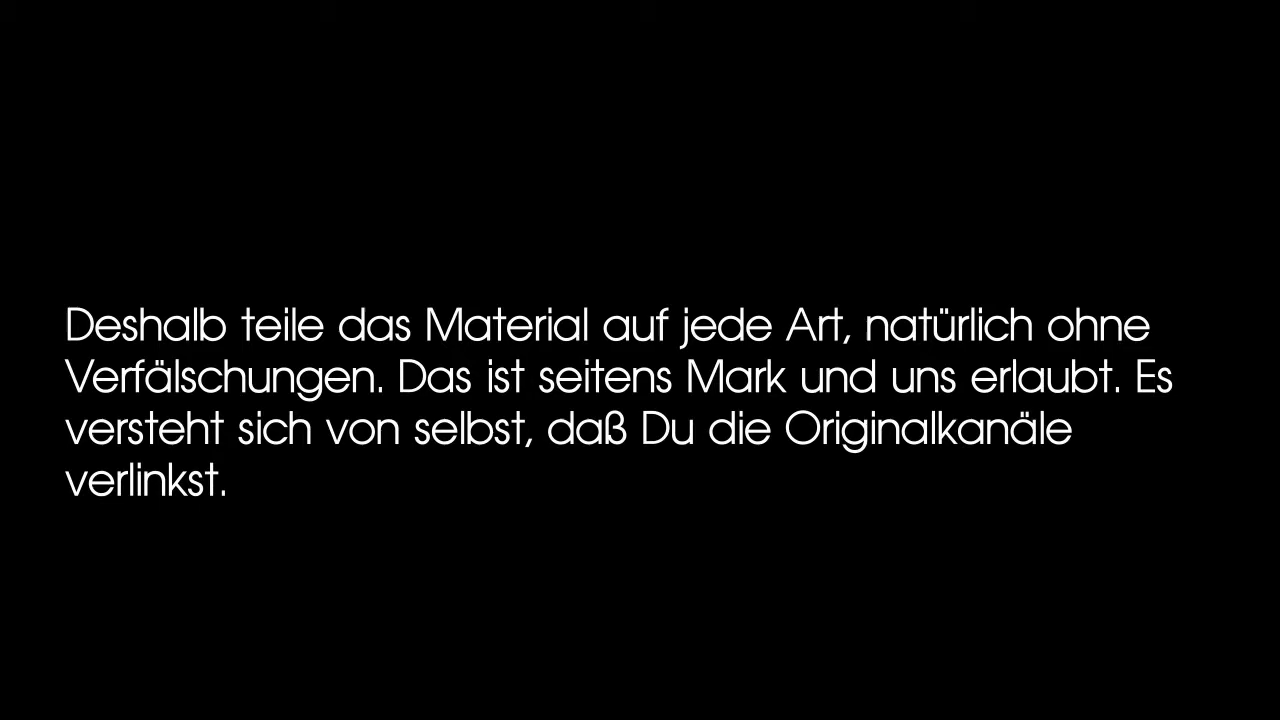 Deshalb teile das Material auf jede Art, natürlich ohne
Verfälschungen. Das ist seitens Mark und uns erlaubt. Es
versteht sich von selbst, daß Du die Originalkanäle
verlinkst.